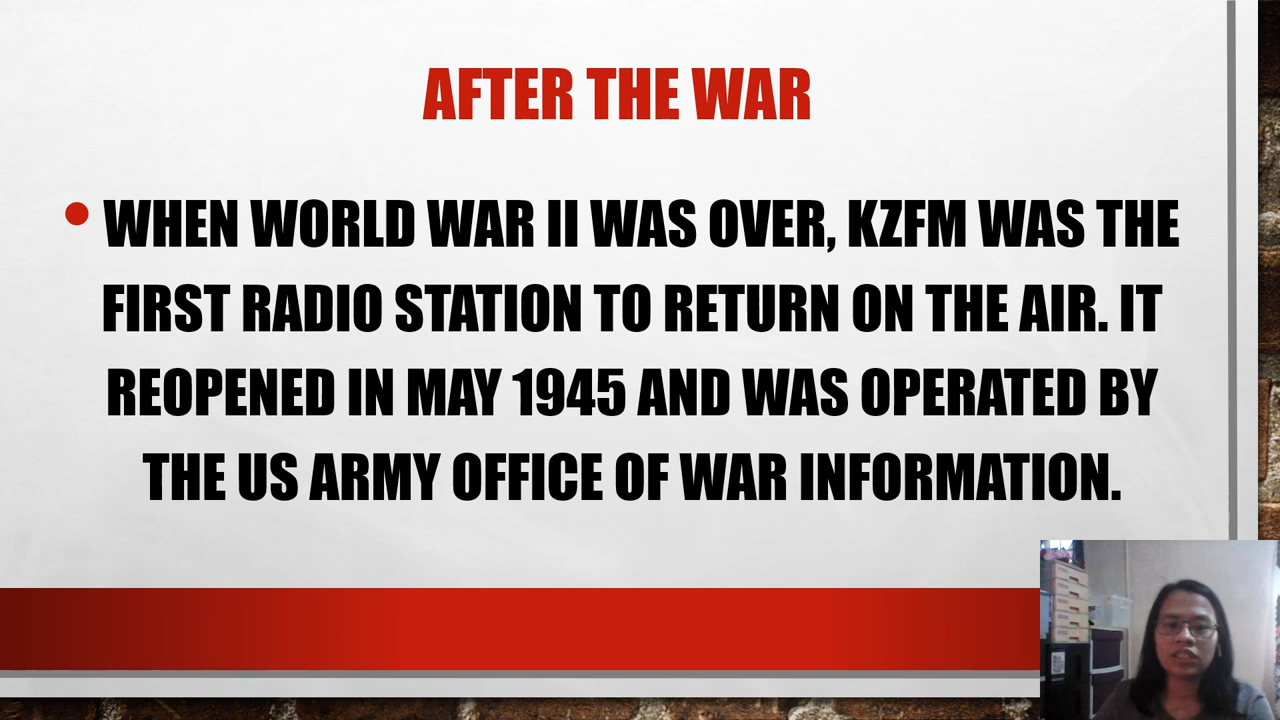 AFTER THE WAR
• WHEN WORLD WAR II WAS OVER, KZFM WAS THE
FIRST RADIO STATION TO RETURN ON THE AIR. IT
REOPENED IN MAY 1945 AND WAS OPERATED BY
THE US ARMY OFFICE OF WAR INFORMATION.